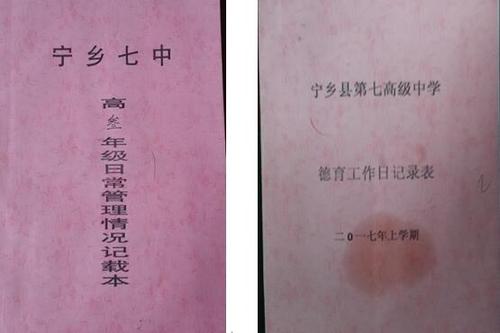 宁乡七中
高叁年级日常管理情况记载本
宁乡县第七高级中学
德育工作日记录表
二0一七年上学期